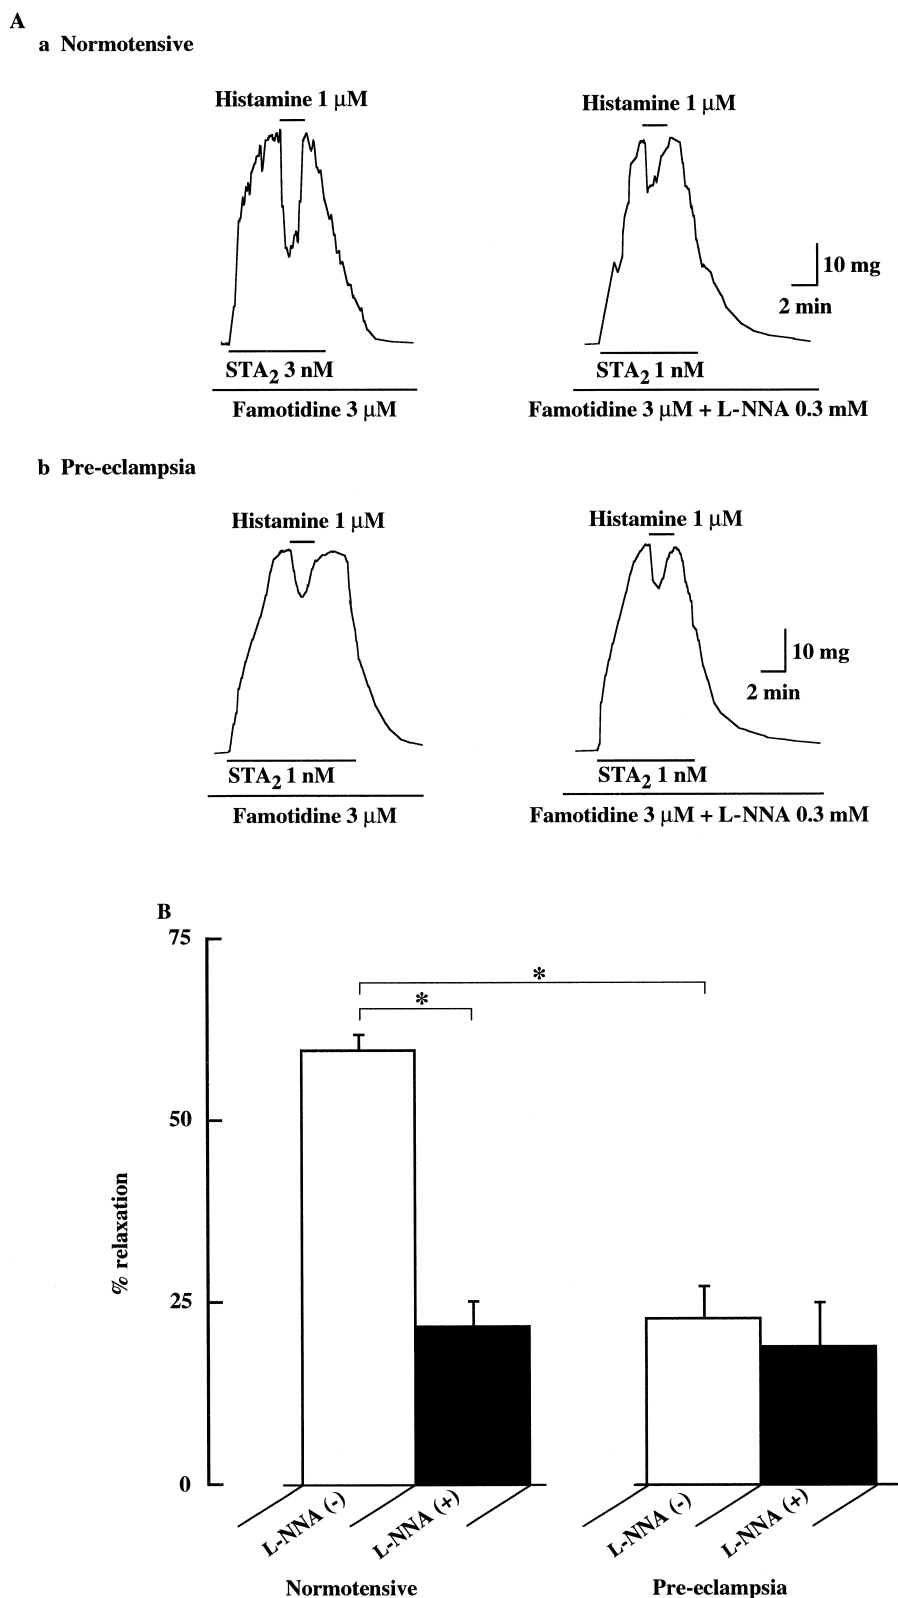 A
a Normotensive
Histamine 1 μM
Histamine 1 μM
10 mg
2 min
STA2 3 nM
STA2 1 nM
Famotidine 3 μM
Famotidine 3 μM + L-NNA 0.3 mM
b Pre-eclampsia
Histamine 1 μM
Histamine 1 μM
10 mg
2 min
STA2 1 nM
STA2 1 nM
Famotidine 3 μM
Famotidine 3 μM + L-NNA 0.3 mM
B
75
*
*
50
% relaxation
25
0
L-NNA (-)
L-NNA (+)
L-NNA (-)
L-NNA (+)
Normotensive
Pre-eclampsia